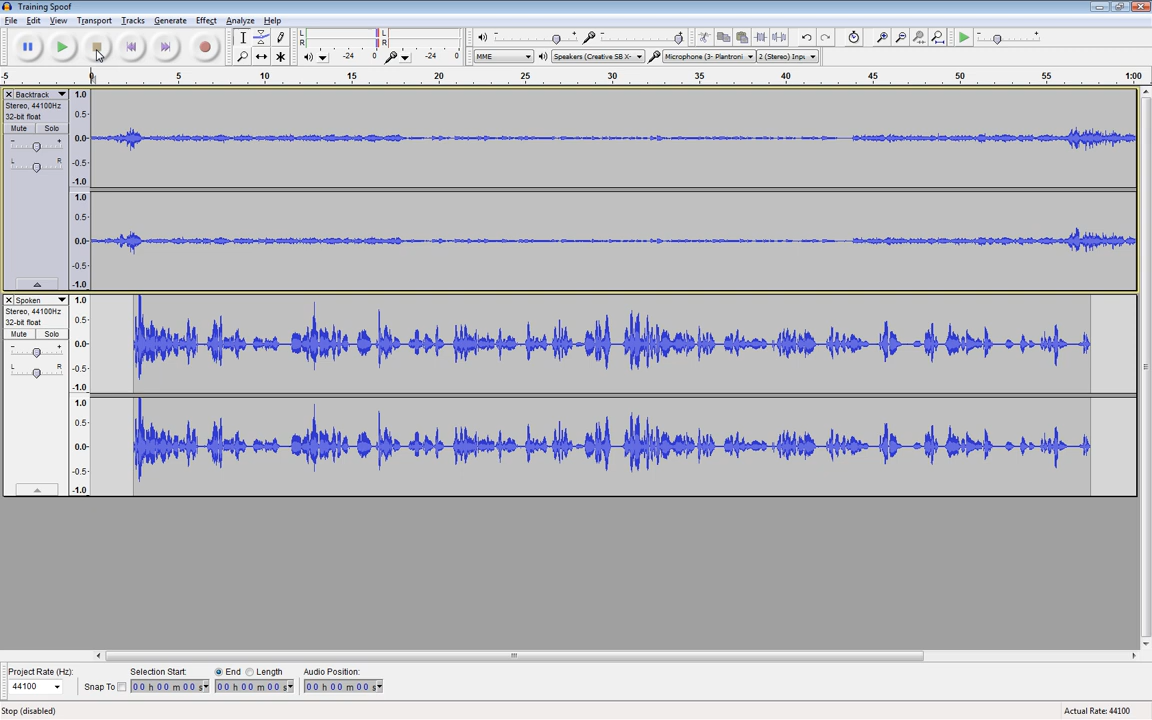 Training Spoof
File Edit View Transport Tracks Generate Effect Analyze Help
L
R
-24 0
L
R
-24 0
MME
Speakers (Creative SB X-
Microphone (3- Plantroni
2 (Stereo) Inpu
-5 0 5 10 15 20 25 30 35 40 45 50 55 1:00
Backtrack
Stereo, 44100Hz
32-bit float
Mute Solo
- +
L R
1.0
0.5-
0.0-
-0.5-
-1.0
1.0
0.5-
0.0-
-0.5-
-1.0
Spoken
Stereo, 44100Hz
32-bit float
Mute Solo
- +
L R
1.0
0.5-
0.0-
-0.5-
-1.0
1.0
0.5-
0.0-
-0.5-
-1.0
Project Rate (Hz): Selection Start: End Length Audio Position:
44100 Snap To 00 h 00 m 00 s 00 h 00 m 00 s 00 h 00 m 00 s
Stop (disabled) Actual Rate: 44100